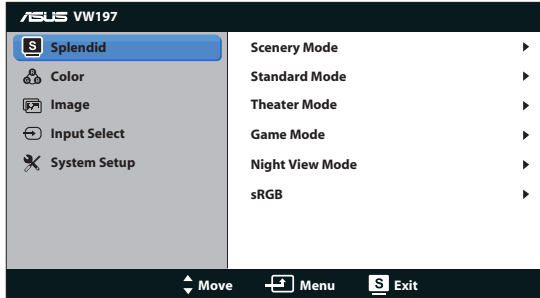 ASUS VW197
S Splendid
Color
Image
Input Select
System Setup
Scenery Mode
Standard Mode
Theater Mode
Game Mode
Night View Mode
sRGB
Move Menu S Exit